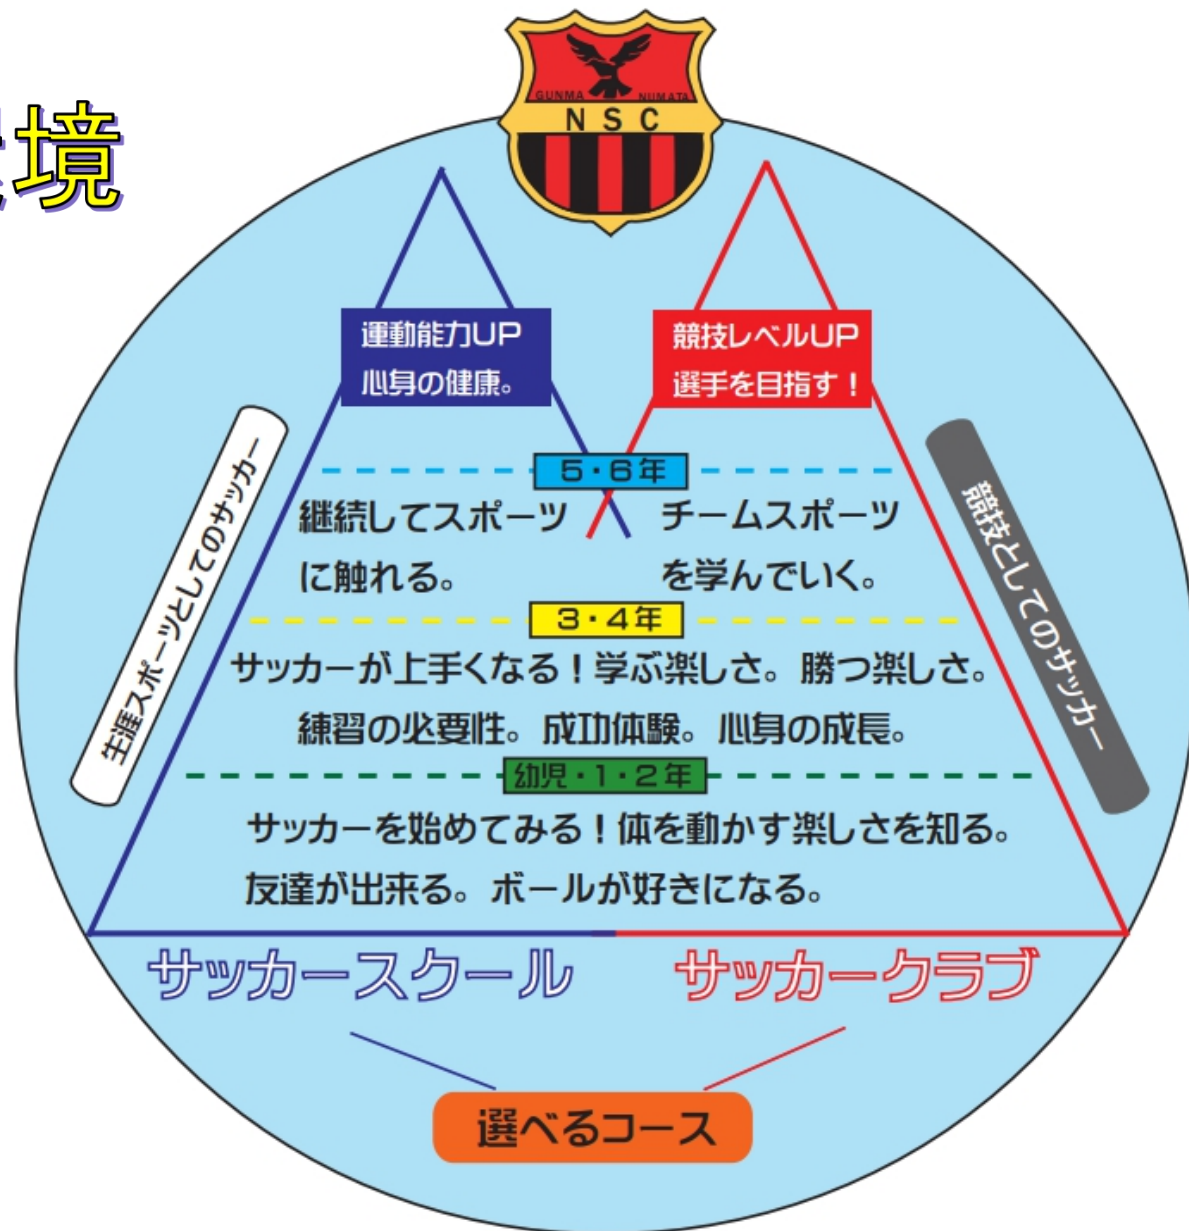 GUNMA NUMATA
NSC
境
運動能力UP
心身の健康。
競技レベルUP
選手を目指す！
生涯スポーツとしてのサッカー
競技としてのサッカー
5・6年
継続してスポーツ
に触れる。
チームスポーツ
を学んでいく。
3・4年
サッカーが上手くなる！学ぶ楽しさ。勝つ楽しさ。
練習の必要性。成功体験。心身の成長。
幼児・1・2年
サッカーを始めてみる！体を動かす楽しさを知る。
友達が出来る。ボールが好きになる。
サッカースクール
サッカークラブ
選べるコース